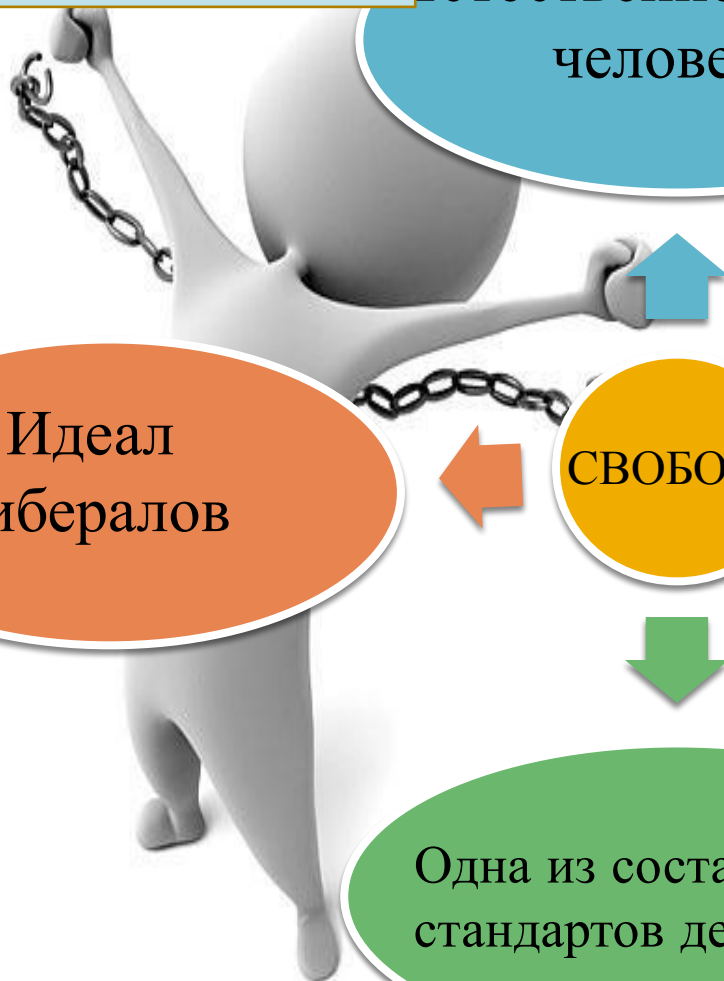 челове
Идеал
ибералов
СВОБО
Одна из соста
стандартов де